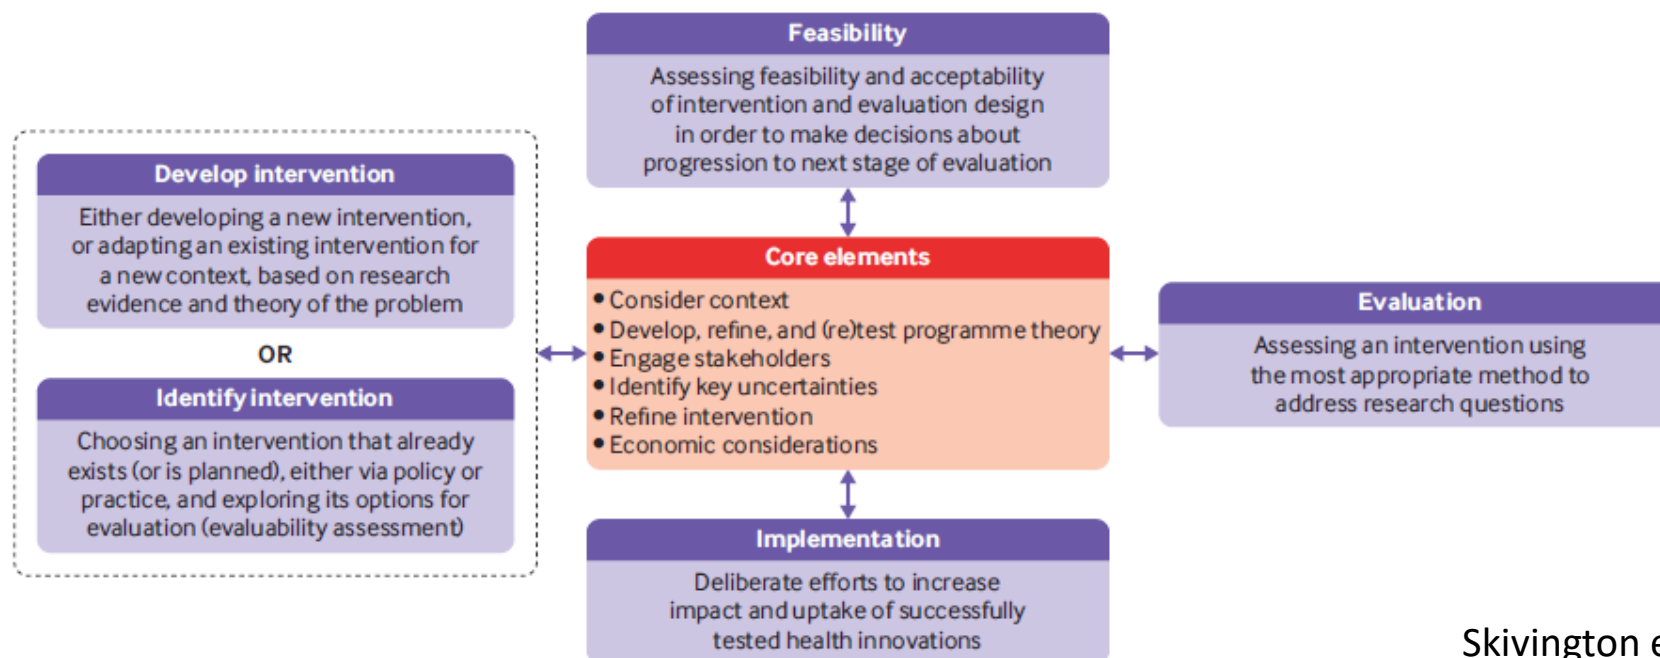 Feasibility
Assessing feasibility and acceptability
of intervention and evaluation design
in order to make decisions about
progression to next stage of evaluation
Develop intervention
Either developing a new intervention,
or adapting an existing intervention for
a new context, based on research
evidence and theory of the problem
OR
Identify intervention
Choosing an intervention that already
exists (or is planned), either via policy or
practice, and exploring its options for
evaluation (evaluability assessment)
Core elements
• Consider context
• Develop, refine, and (re)test programme theory
• Engage stakeholders
• Identify key uncertainties
• Refine intervention
• Economic considerations
Evaluation
Assessing an intervention using
the most appropriate method to
address research questions
Implementation
Deliberate efforts to increase
impact and uptake of successfully
tested health innovations
Skivington